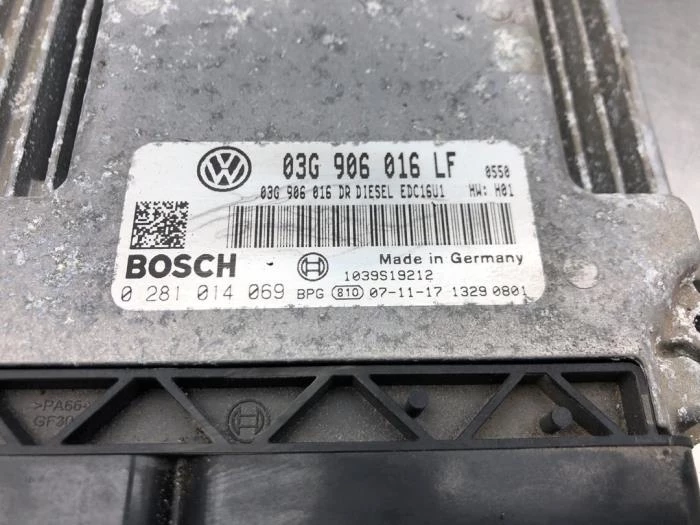 03G 906 016 LF 0550
03G 906 016 DR DIESEL EDC16U1 HW: H01
BOSCH Made in Germany
1039S19212
0 281 014 069 BPG 810 07-11-17 1329 0801
>PA66-
GF30